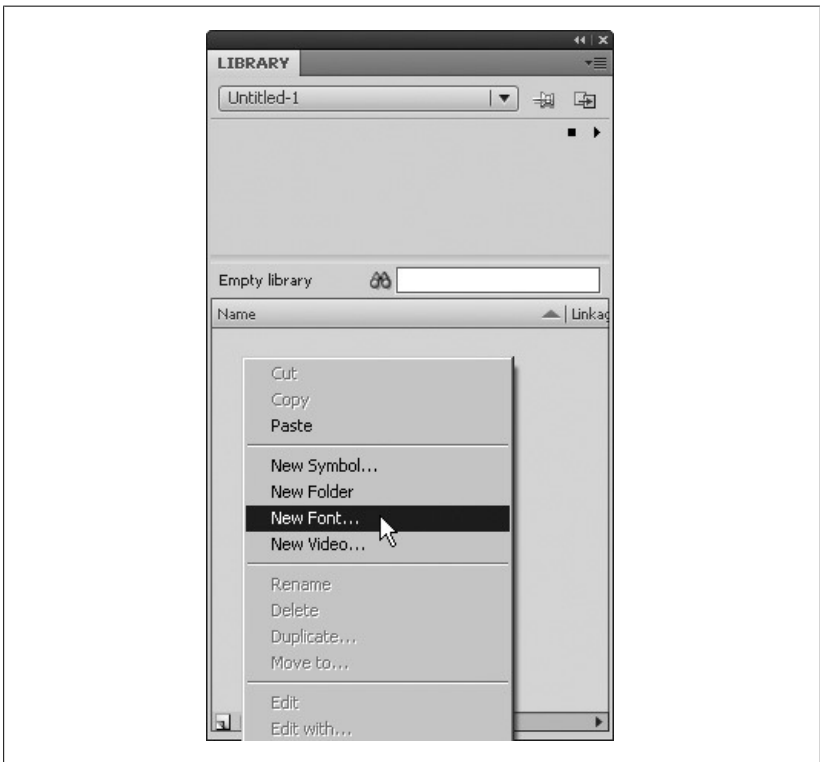 LIBRARY
Untitled-1
Empty library
Name
Linkag
Cut
Copy
Paste
New Symbol...
New Folder
New Font...
New Video...
Rename
Delete
Duplicate...
Move to...
Edit
Edit with...